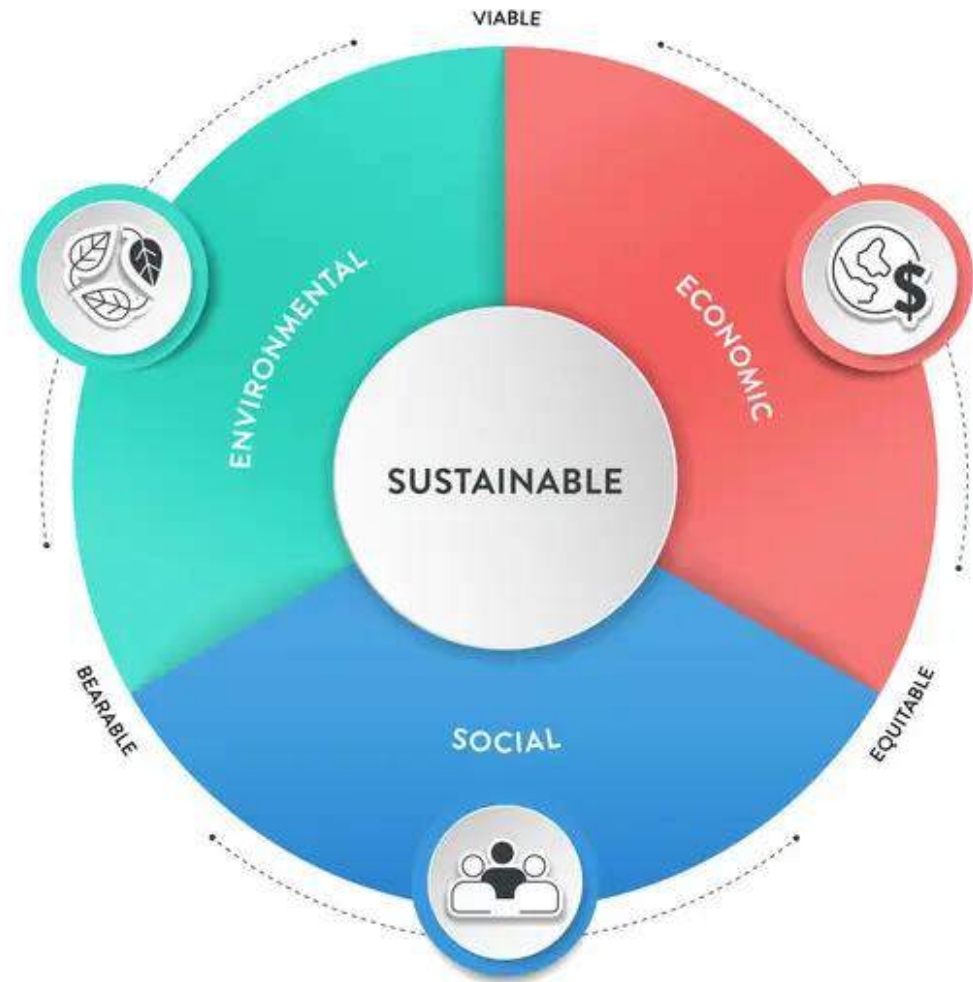 VIABLE
ENVIRONMENTAL
ECONOMIC
SUSTAINABLE
BEARABLE
EQUITABLE
SOCIAL
$